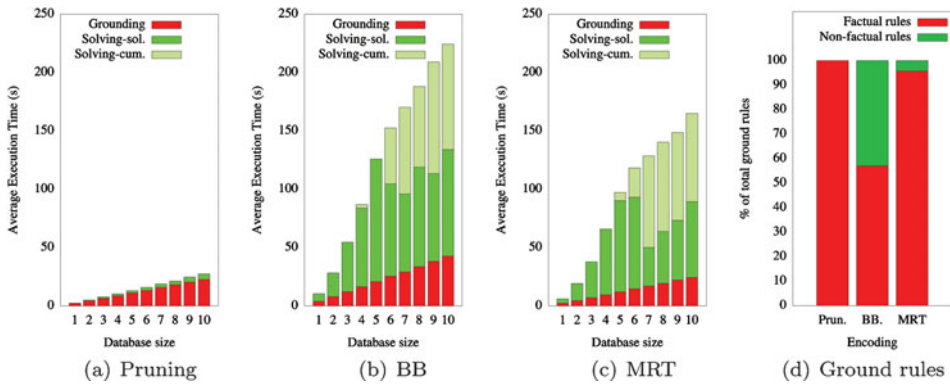 250
200
150
100
50
0
Average Execution Time (s)
Grounding
Solving-sol.
Solving-cum.
1 2 3 4 5 6 7 8 9 10
Database size
(a) Pruning
250
200
150
100
50
0
Average Execution Time (s)
Grounding
Solving-sol.
Solving-cum.
1 2 3 4 5 6 7 8 9 10
Database size
(b) BB
250
200
150
100
50
0
Average Execution Time (s)
Grounding
Solving-sol.
Solving-cum.
1 2 3 4 5 6 7 8 9 10
Database size
(c) MRT
Factual rules
Non-factual rules
100
90
80
70
60
50
40
30
20
10
0
% of total ground rules
Prun. BB. MRT
Encoding
(d) Ground rules